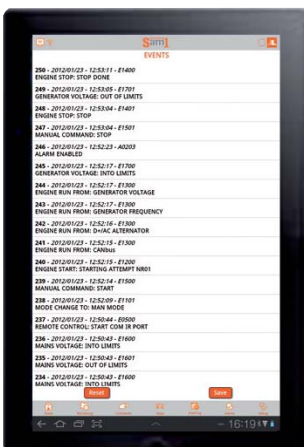 Sam1
EVENTS
250 - 2012/01/23 - 12:53:11 - E1400
ENGINE STOP: STOP DONE
249 - 2012/01/23 - 12:53:05 - E1701
GENERATOR VOLTAGE: OUT OF LIMITS
248 - 2012/01/23 - 12:53:04 - E1401
ENGINE STOP: STOP
247 - 2012/01/23 - 12:53:04 - E1501
MANUAL COMMAND: STOP
246 - 2012/01/23 - 12:52:23 - A0203
ALARM ENABLED
245 - 2012/01/23 - 12:52:17 - E1700
GENERATOR VOLTAGE: INTO LIMITS
244 - 2012/01/23 - 12:52:17 - E1300
ENGINE RUN FROM: GENERATOR VOLTAGE
243 - 2012/01/23 - 12:52:17 - E1300
ENGINE RUN FROM: GENERATOR FREQUENCY
242 - 2012/01/23 - 12:52:16 - E1300
ENGINE RUN FROM: D+/AC ALTERNATOR
241 - 2012/01/23 - 12:52:15 - E1300
ENGINE RUN FROM: CANbus
240 - 2012/01/23 - 12:52:15 - E1200
ENGINE START: STARTING ATTEMPT NR01
239 - 2012/01/23 - 12:52:14 - E1500
MANUAL COMMAND: START
238 - 2012/01/23 - 12:52:09 - E1101
MODE CHANGE TO: MAN MODE
237 - 2012/01/23 - 12:50:44 - E0500
REMOTE CONTROL: START COM IR PORT
236 - 2012/01/23 - 12:50:43 - E1600
MAINS VOLTAGE: INTO LIMITS
235 - 2012/01/23 - 12:50:43 - E1601
MAINS VOLTAGE: OUT OF LIMITS
234 - 2012/01/23 - 12:50:43 - E1600
MAINS VOLTAGE: INTO LIMITS
Reset Save
16:19